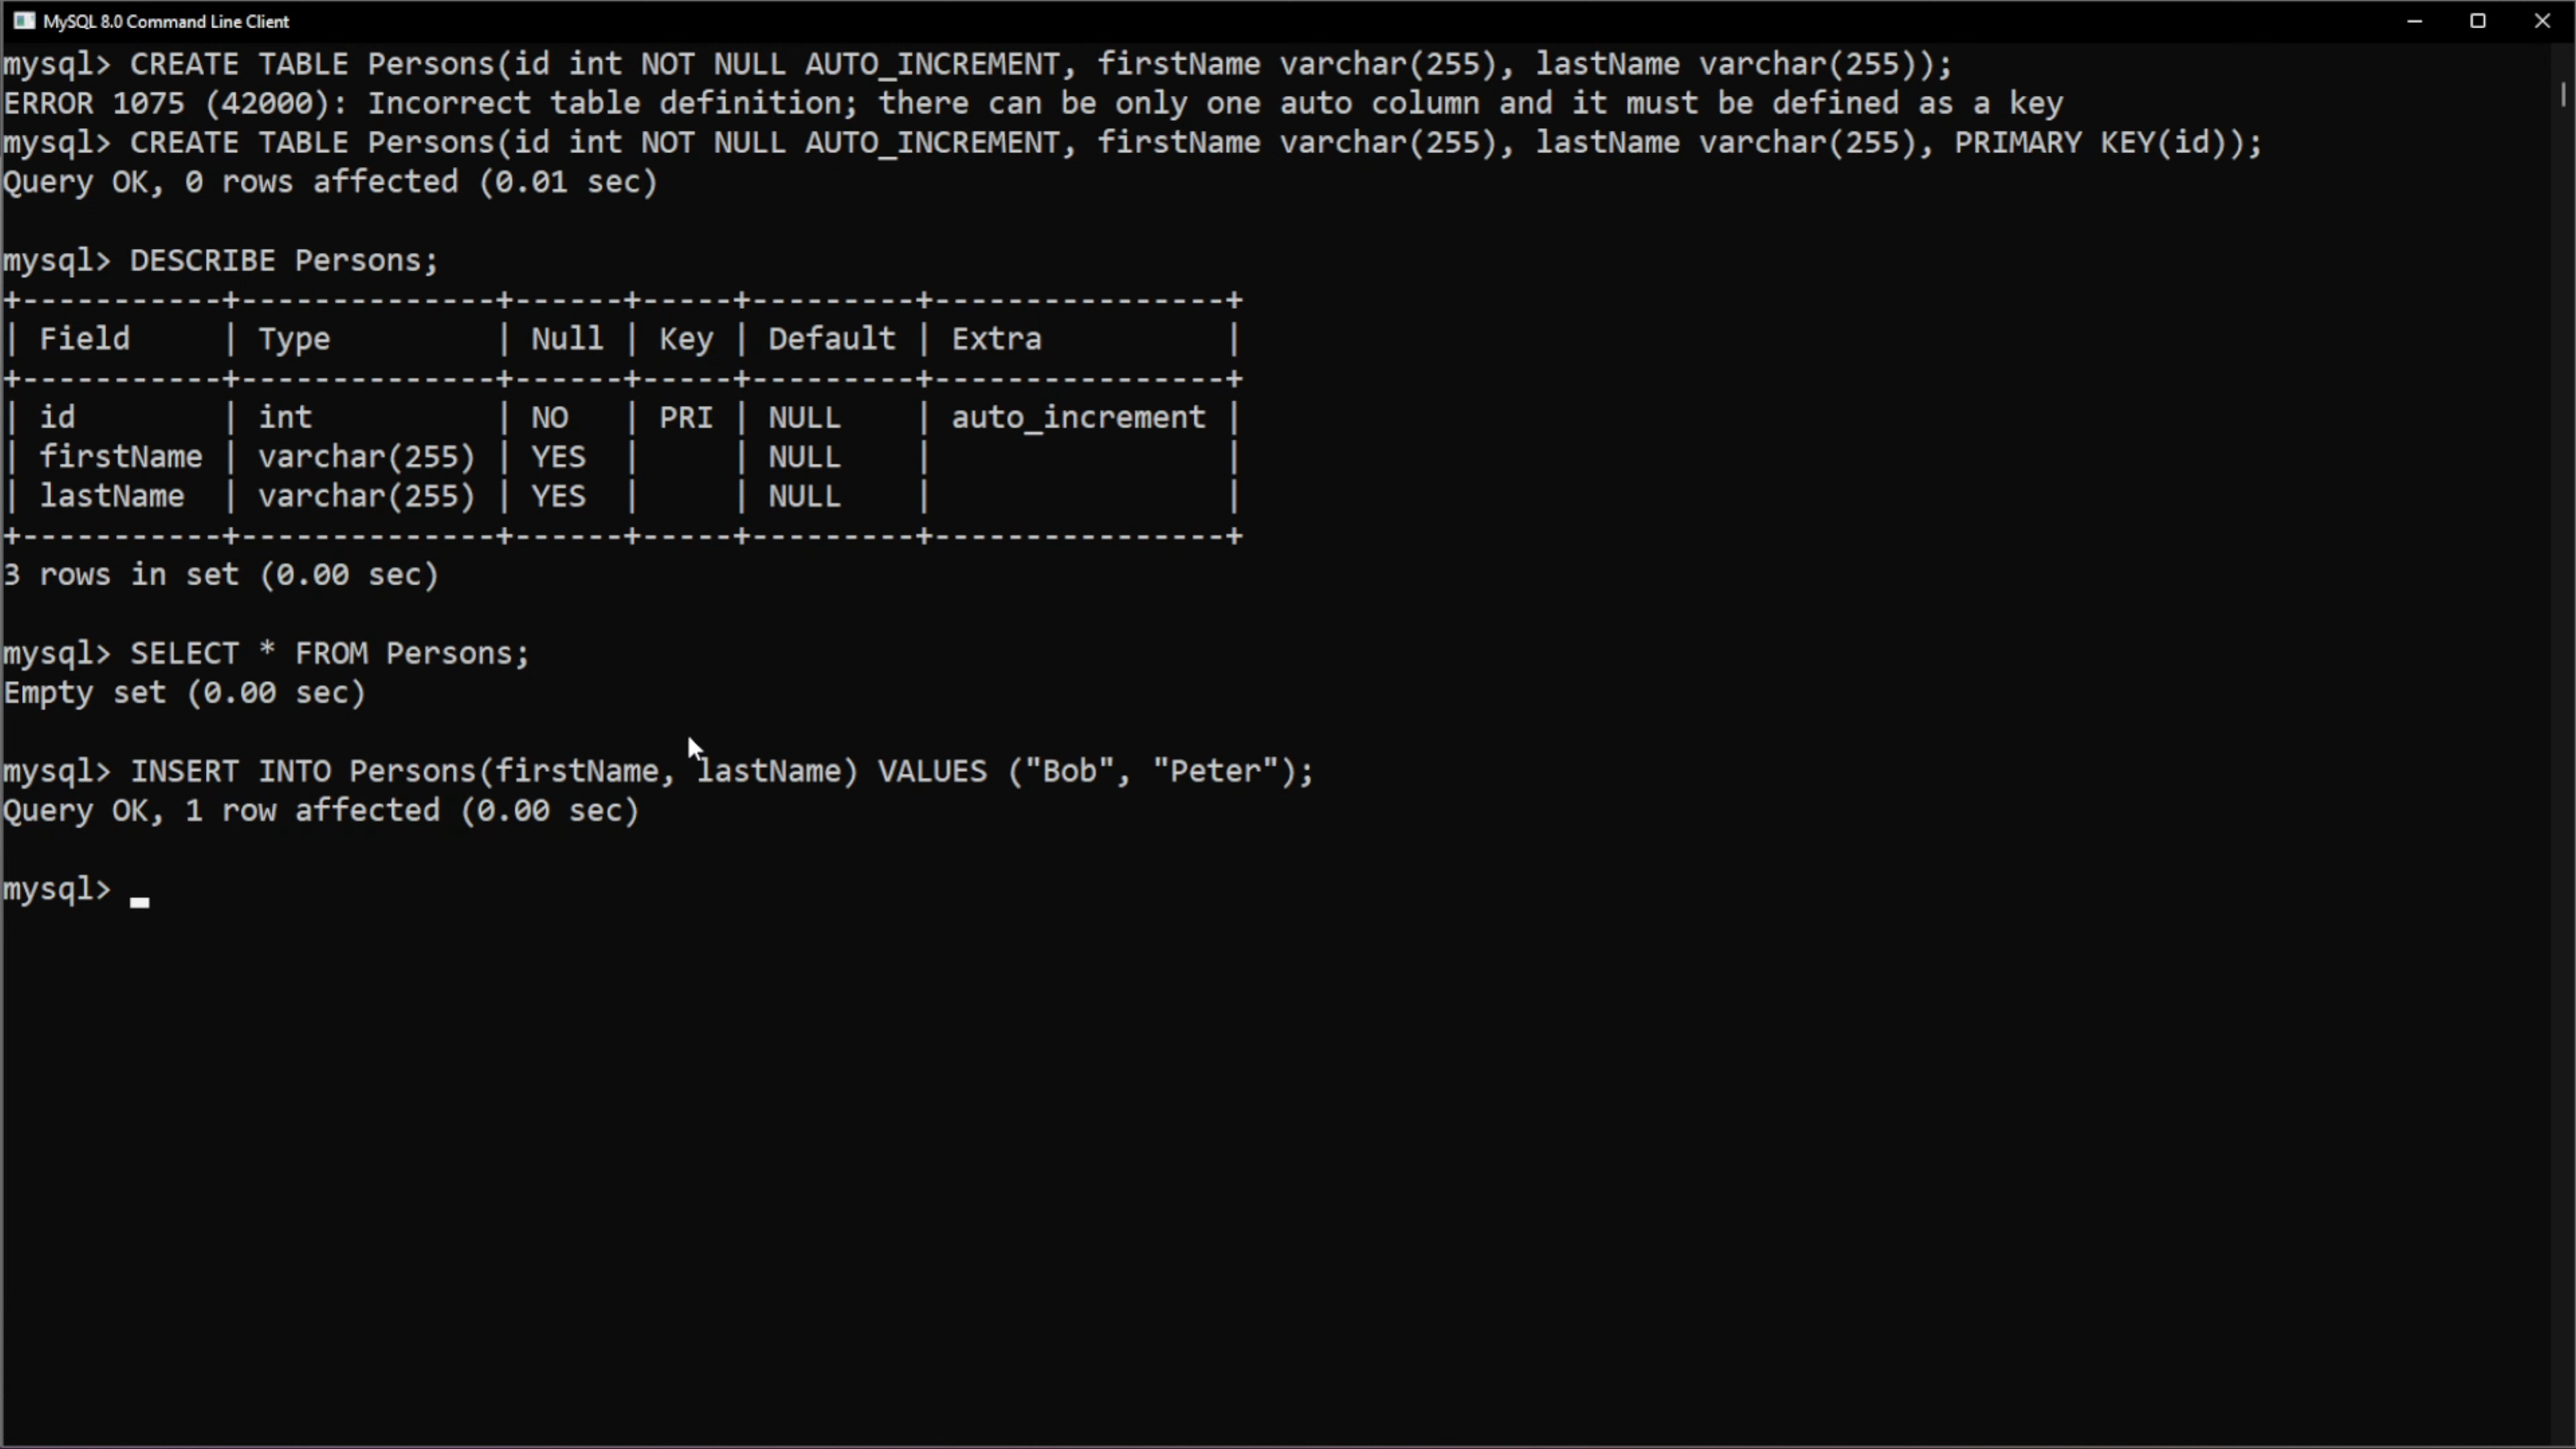 MySQL 8.0 Command Line Client
mysql> CREATE TABLE Persons(id int NOT NULL AUTO_INCREMENT, firstName varchar(255), lastName varchar(255));
ERROR 1075 (42000): Incorrect table definition; there can be only one auto column and it must be defined as a key
mysql> CREATE TABLE Persons(id int NOT NULL AUTO_INCREMENT, firstName varchar(255), lastName varchar(255), PRIMARY KEY(id));
Query OK, 0 rows affected (0.01 sec)
mysql> DESCRIBE Persons;
+-----------+--------------+------+-----+---------+----------------+
| Field     | Type         | Null | Key | Default | Extra          |
+-----------+--------------+------+-----+---------+----------------+
| id        | int          | NO   | PRI | NULL    | auto_increment |
| firstName | varchar(255) | YES  |     | NULL    |                |
| lastName  | varchar(255) | YES  |     | NULL    |                |
+-----------+--------------+------+-----+---------+----------------+
3 rows in set (0.00 sec)
mysql> SELECT * FROM Persons;
Empty set (0.00 sec)
mysql> INSERT INTO Persons(firstName, lastName) VALUES ("Bob", "Peter");
Query OK, 1 row affected (0.00 sec)
mysql>